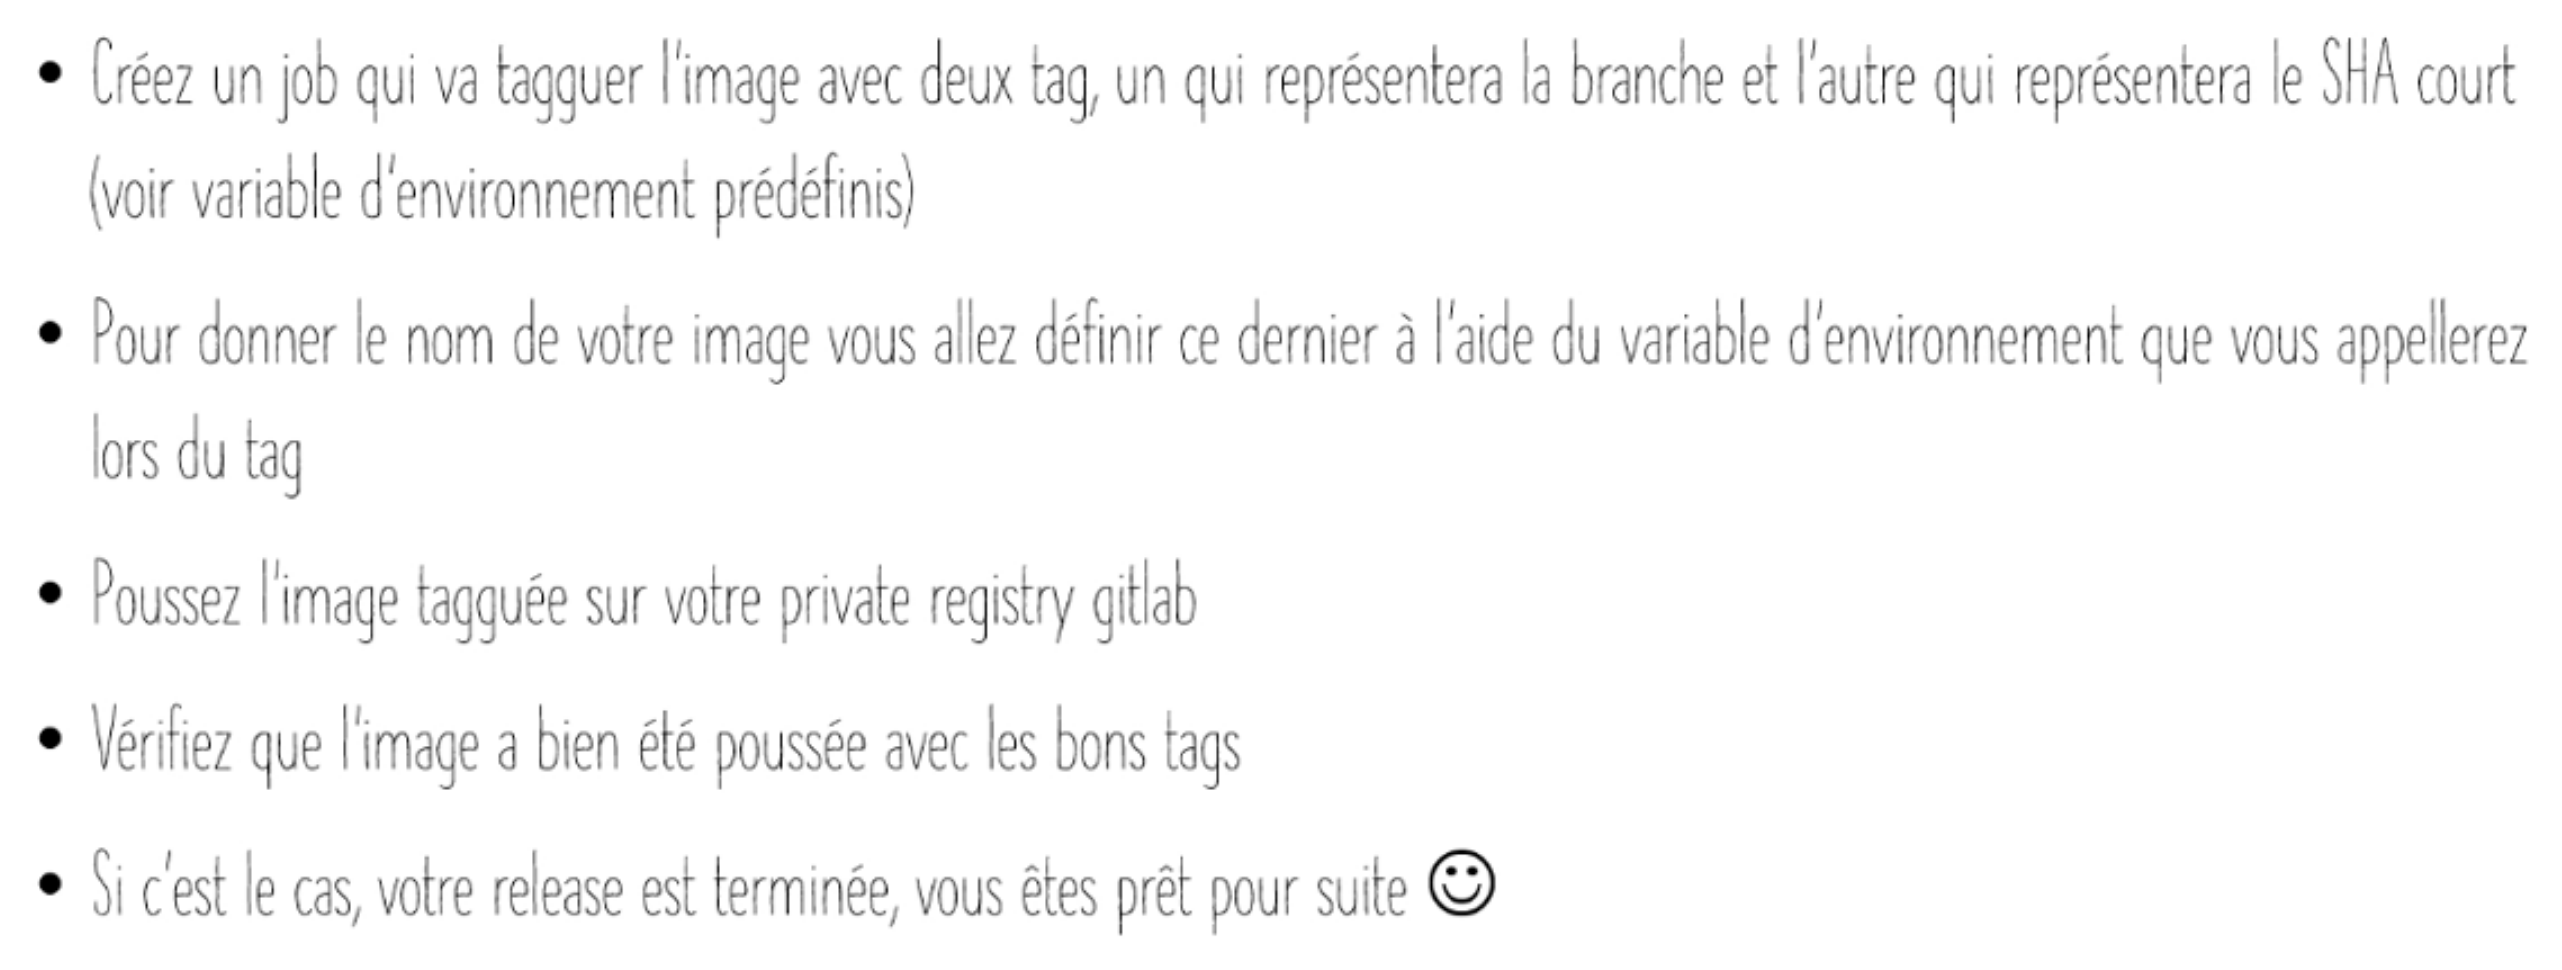 • Créez un job qui va tagguer l'image avec deux tag, un qui représentera la branche et l'autre qui représentera le SHA court
(voir variable d'environnement prédéfinis)
• Pour donner le nom de votre image vous allez définir ce dernier à l'aide du variable d'environnement que vous appellerez
lors du tag
• Poussez l'image tagguée sur votre private registry gitlab
• Vérifiez que l'image a bien été poussée avec les bons tags
• Si c'est le cas, votre release est terminée, vous êtes prêt pour suite ☺